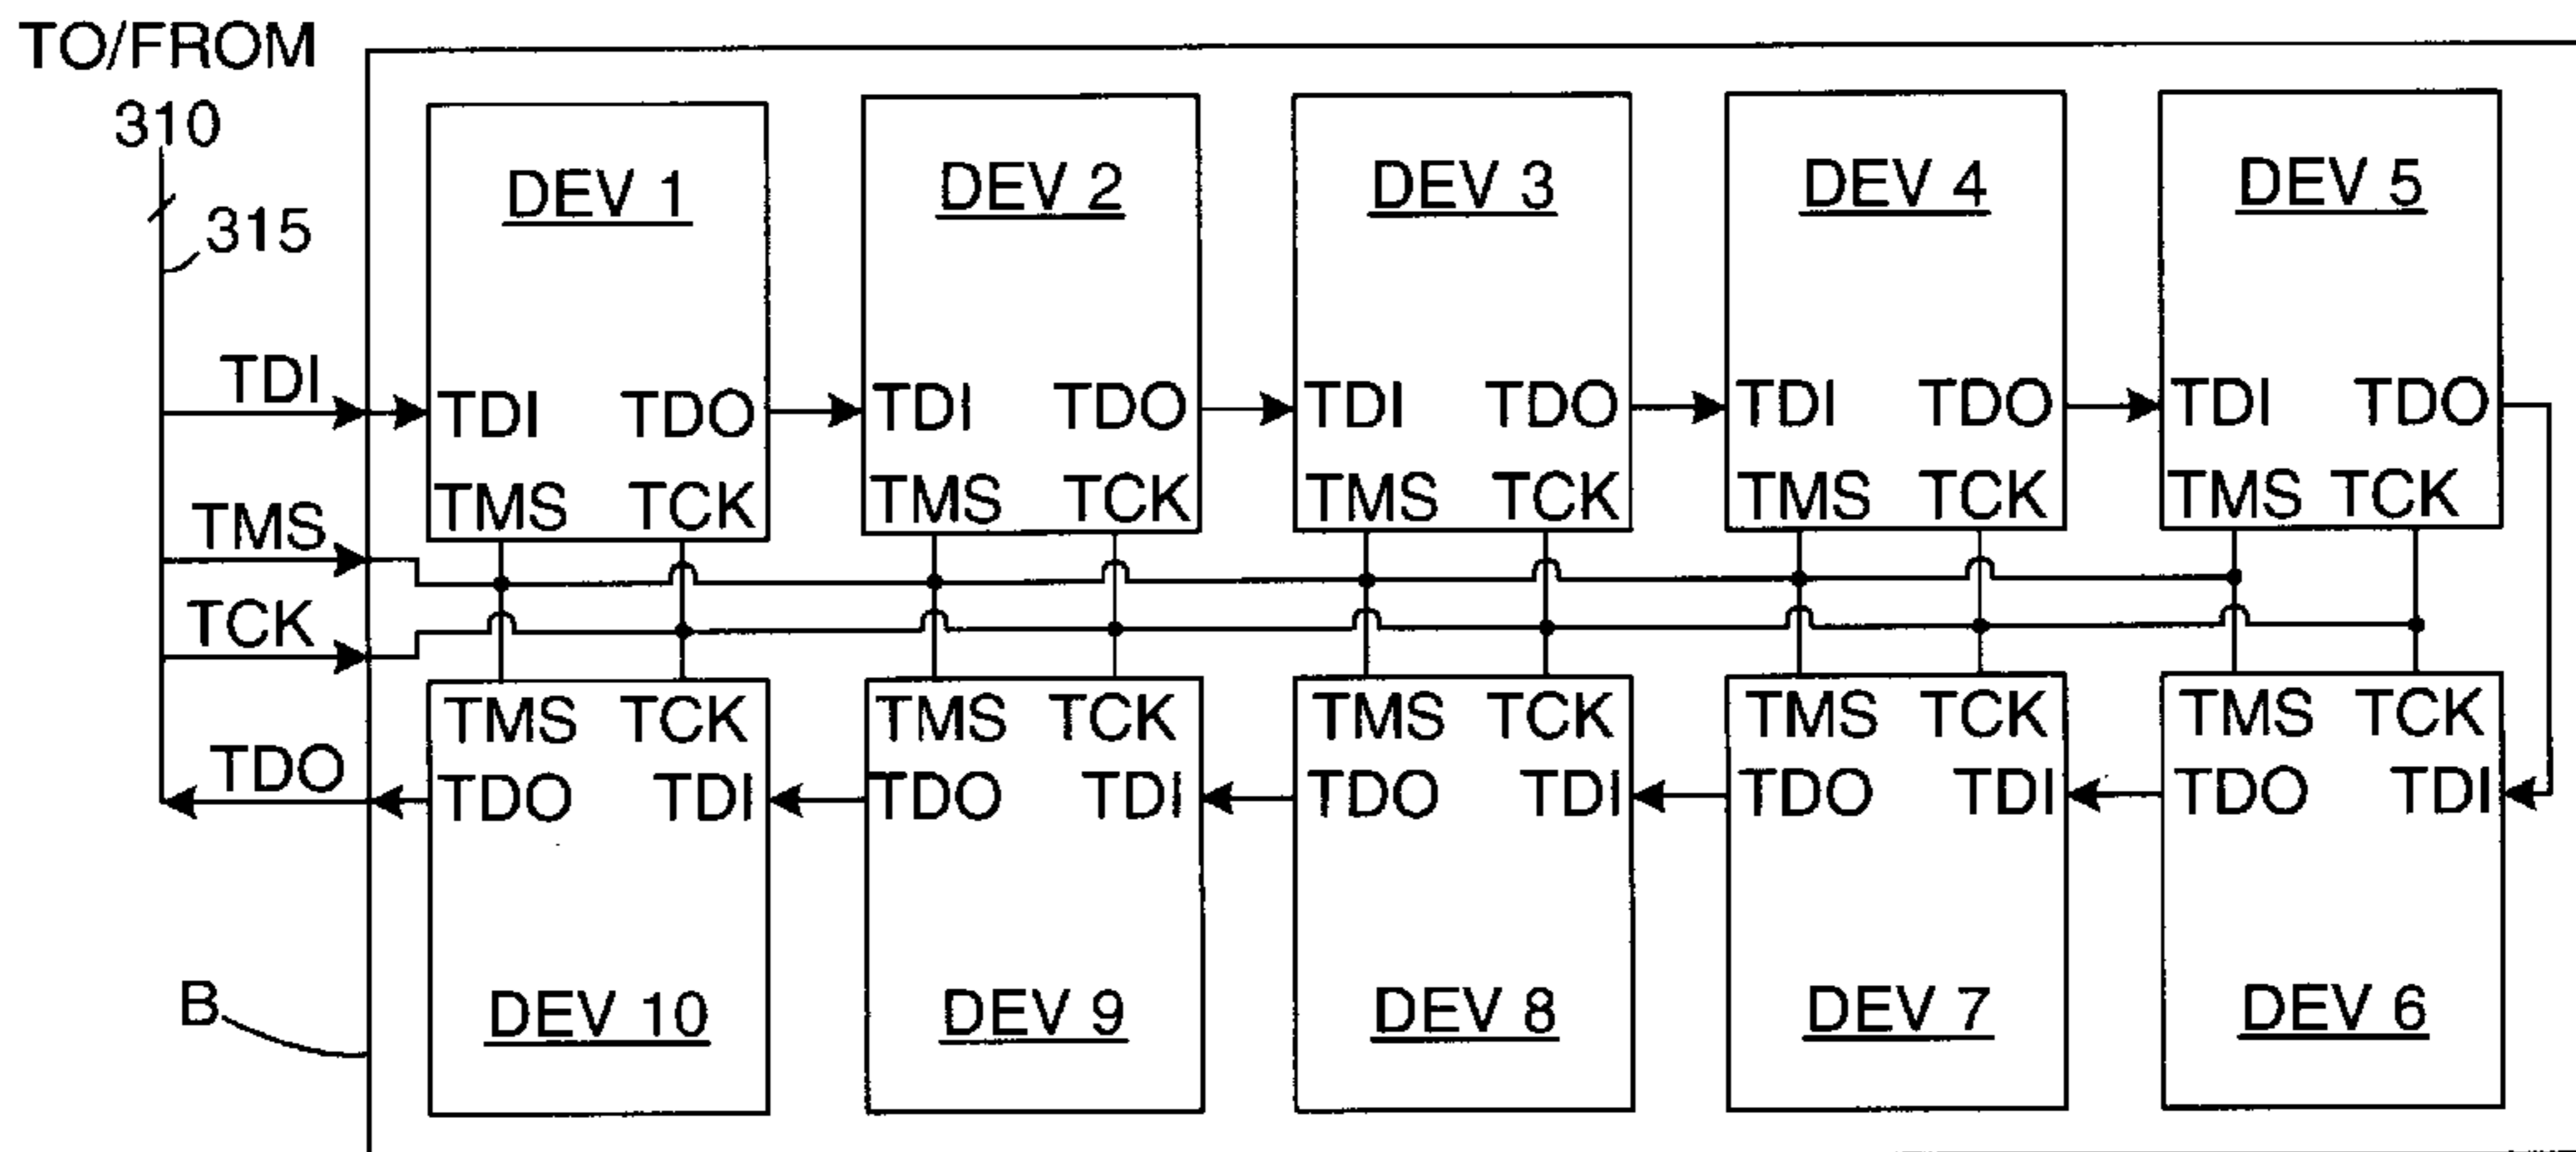 TO/FROM
310
315
DEV 1
DEV 2
DEV 3
DEV 4
DEV 5
TDI
TDI TDO
TDI TDO
TDI TDO
TDI TDO
TDI TDO
TMS
TMS TCK
TMS TCK
TMS TCK
TMS TCK
TMS TCK
TCK
TMS TCK
TMS TCK
TMS TCK
TMS TCK
TMS TCK
TDO
TDO TDI
TDO TDI
TDO TDI
TDO TDI
TDO TDI
B
DEV 10
DEV 9
DEV 8
DEV 7
DEV 6